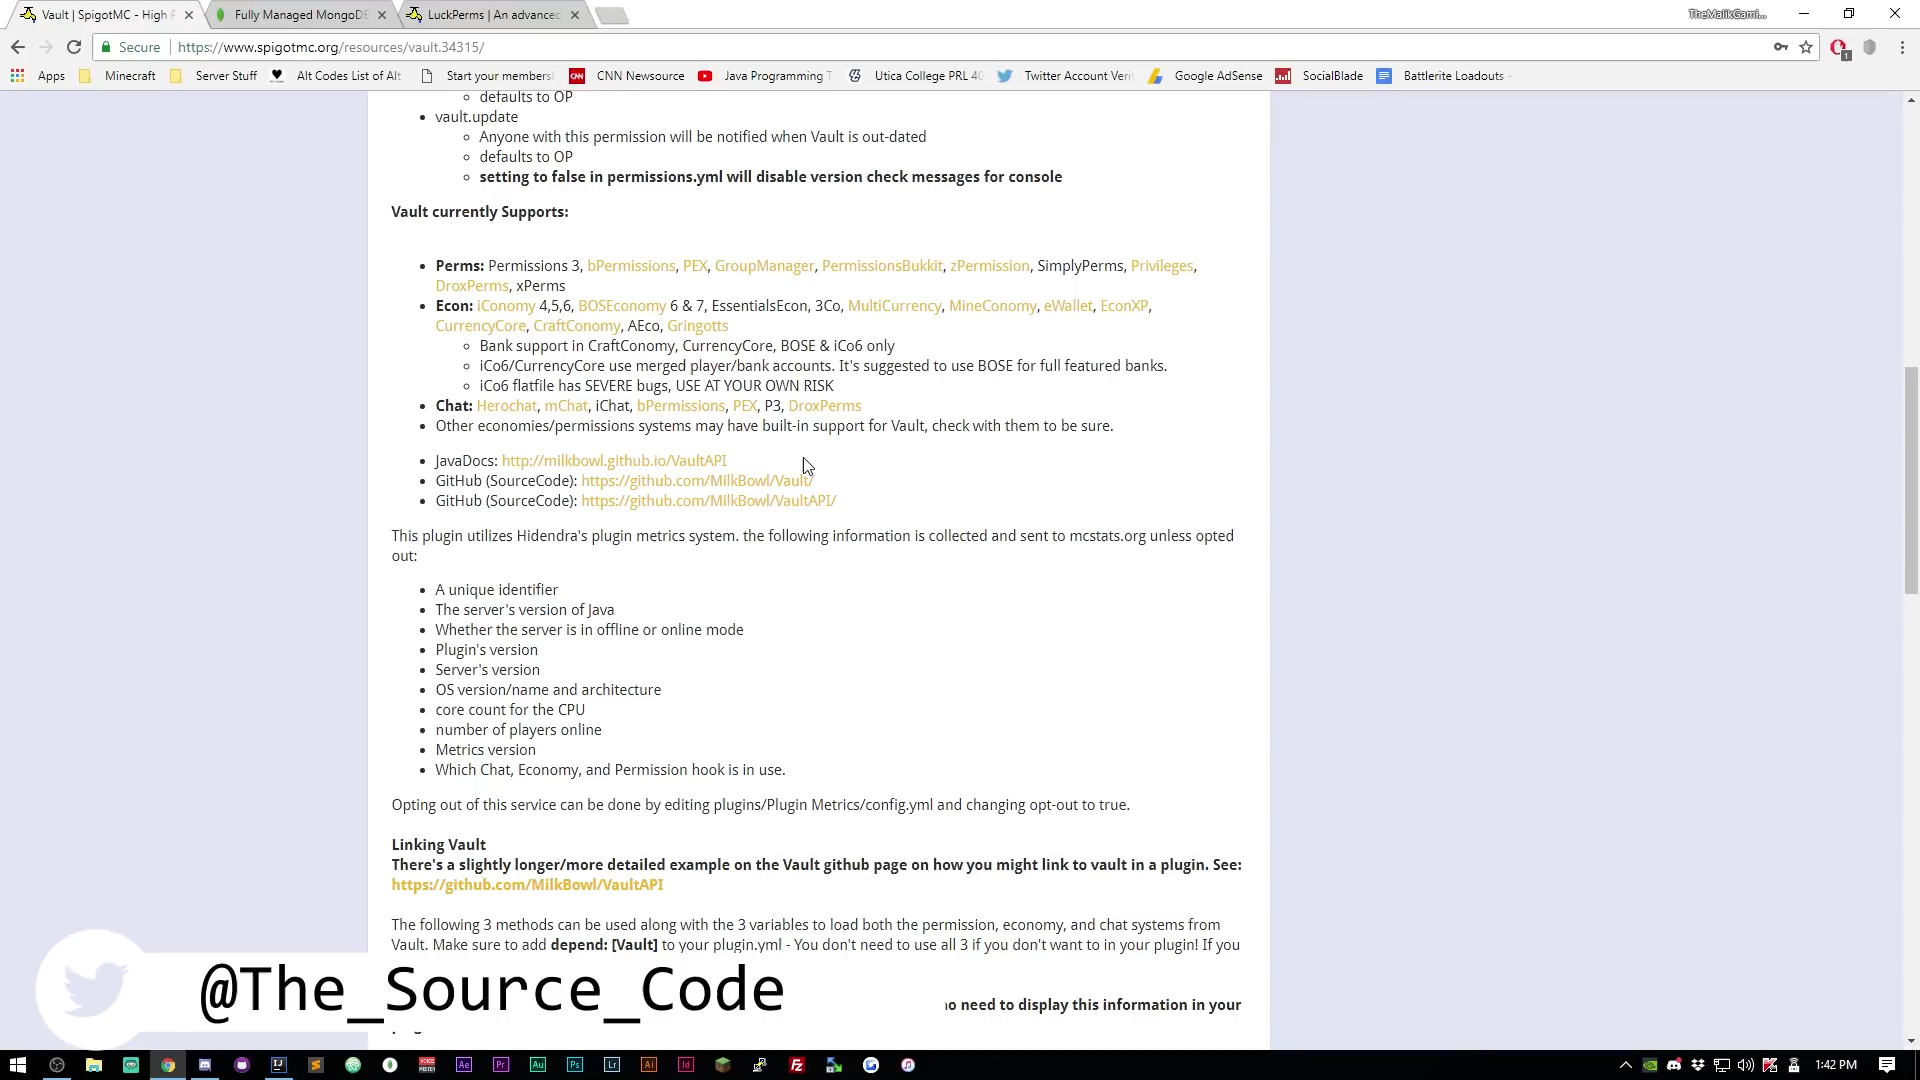 Vault | SpigotMC - High P
Fully Managed MongoDB
LuckPerms | An advanced
TheMalikGami...
Secure
https://www.spigotmc.org/resources/vault.34315/
Apps
Minecraft
Server Stuff
Alt Codes List of Alt
Start your members
CNN Newsource
Java Programming T
Utica College PRL 40
Twitter Account Veri
Google AdSense
SocialBlade
Battlerite Loadouts -
defaults to OP
vault.update
Anyone with this permission will be notified when Vault is out-dated
defaults to OP
setting to false in permissions.yml will disable version check messages for console
Vault currently Supports:
Perms: Permissions 3, bPermissions, PEX, GroupManager, PermissionsBukkit, zPermission, SimplyPerms, Privileges,
DroxPerms, xPerms
Econ: iConomy 4,5,6, BOSEconomy 6 & 7, EssentialsEcon, 3Co, MultiCurrency, MineConomy, eWallet, EconXP,
CurrencyCore, CraftConomy, AEco, Gringotts
Bank support in CraftConomy, CurrencyCore, BOSE & iCo6 only
iCo6/CurrencyCore use merged player/bank accounts. It's suggested to use BOSE for full featured banks.
iCo6 flatfile has SEVERE bugs, USE AT YOUR OWN RISK
Chat: Herochat, mChat, iChat, bPermissions, PEX, P3, DroxPerms
Other economies/permissions systems may have built-in support for Vault, check with them to be sure.
JavaDocs: http://milkbowl.github.io/VaultAPI
GitHub (SourceCode): https://github.com/MilkBowl/Vault/
GitHub (SourceCode): https://github.com/MilkBowl/VaultAPI/
This plugin utilizes Hidendra's plugin metrics system. the following information is collected and sent to mcstats.org unless opted
out:
A unique identifier
The server's version of Java
Whether the server is in offline or online mode
Plugin's version
Server's version
OS version/name and architecture
core count for the CPU
number of players online
Metrics version
Which Chat, Economy, and Permission hook is in use.
Opting out of this service can be done by editing plugins/Plugin Metrics/config.yml and changing opt-out to true.
Linking Vault
There's a slightly longer/more detailed example on the Vault github page on how you might link to vault in a plugin. See:
https://github.com/MilkBowl/VaultAPI
The following 3 methods can be used along with the 3 variables to load both the permission, economy, and chat systems from
Vault. Make sure to add depend: [Vault] to your plugin.yml - You don't need to use all 3 if you don't want to in your plugin! If you
@The_Source_Code
no need to display this information in your
1:42 PM